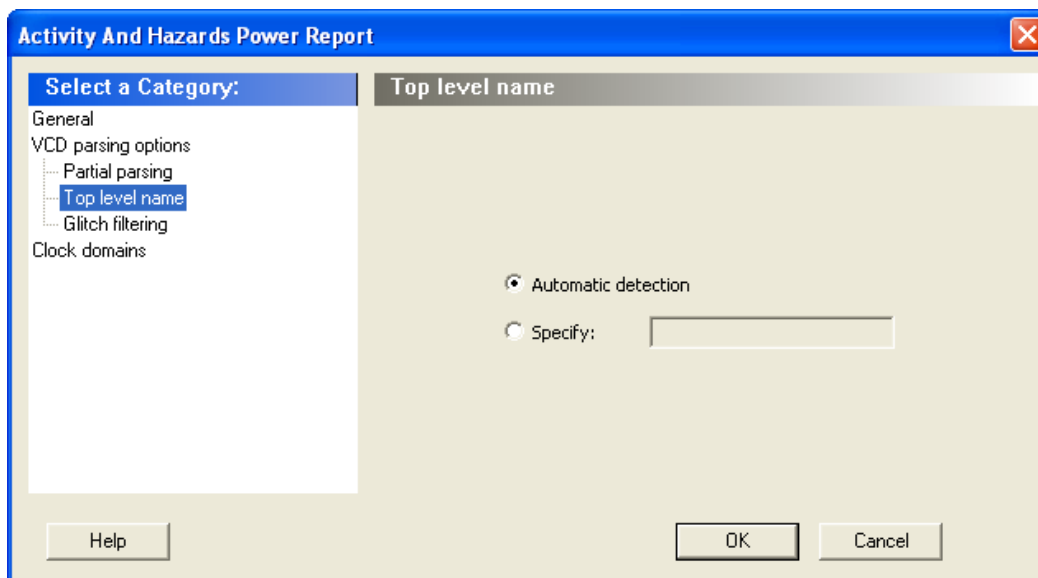 Activity And Hazards Power Report
Select a Category:
General
VCD parsing options
Partial parsing
Top level name
Glitch filtering
Clock domains
Top level name
Automatic detection
Specify:
Help
OK
Cancel